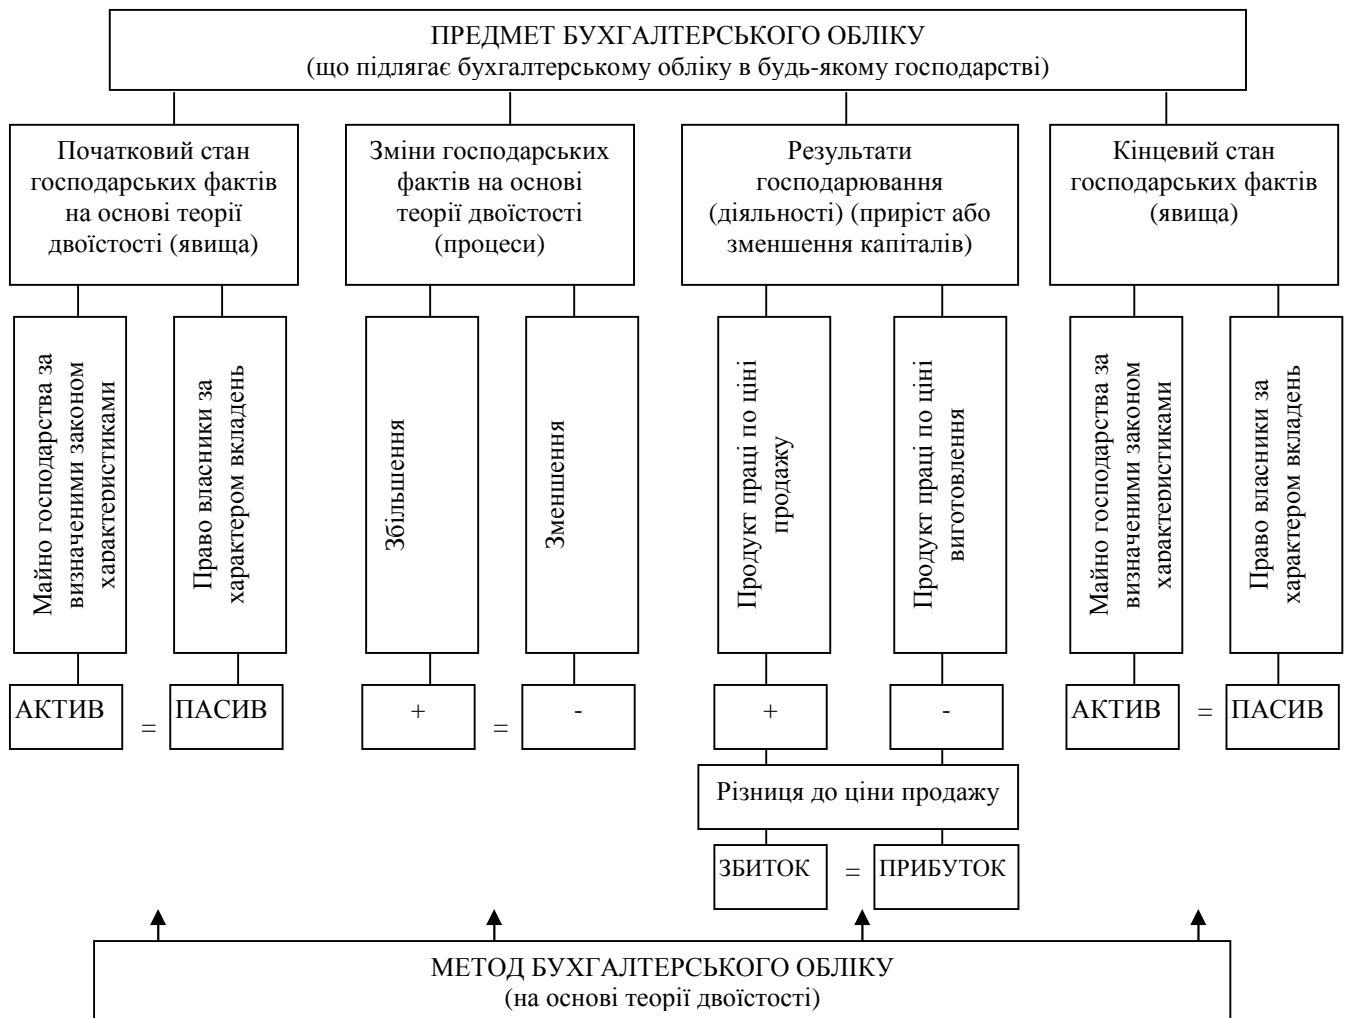 ПРЕДМЕТ БУХГАЛТЕРСЬКОГО ОБЛІКУ
(що підлягає бухгалтерському обліку в будь-якому господарстві)
Початковий стан
господарських фактів
на основі теорії
двоїстості (явища)
Зміни господарських
фактів на основі
теорії двоїстості
(процеси)
Результати
господарювання
(діяльності) (приріст або
зменшення капіталів)
Кінцевий стан
господарських фактів
(явища)
Майно господарства за
визначеними законом
характеристиками
Право власники за
характером вкладень
Збільшення
Зменшення
Продукт праці по ціні
продажу
Продукт праці по ціні
виготовлення
Майно господарства за
визначеними законом
характеристиками
Право власники за
характером вкладень
АКТИВ = ПАСИВ
+ = -
+ -
АКТИВ = ПАСИВ
Різниця до ціни продажу
ЗБИТОК = ПРИБУТОК
МЕТОД БУХГАЛТЕРСЬКОГО ОБЛІКУ
(на основі теорії двоїстості)